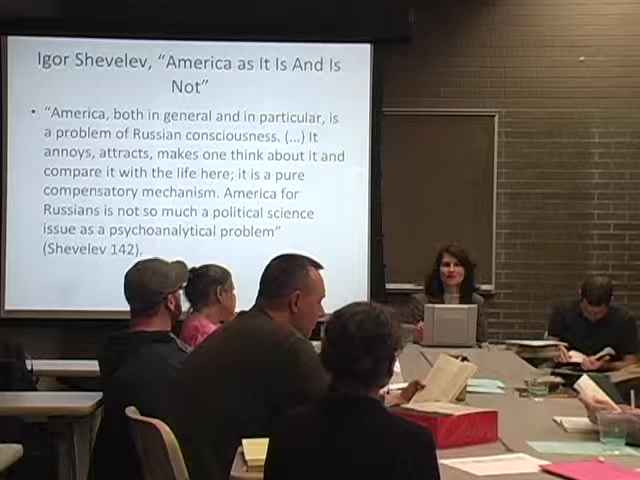 Igor Shevelev, “America as It Is And Is
Not”
• “America, both in general and in particular, is
a problem of Russian consciousness. (...) It
annoys, attracts, makes one think about it and
compare it with the life here; it is a pure
compensatory mechanism. America for
Russians is not so much a political science
issue as a psychoanalytical problem”
(Shevelev 142).